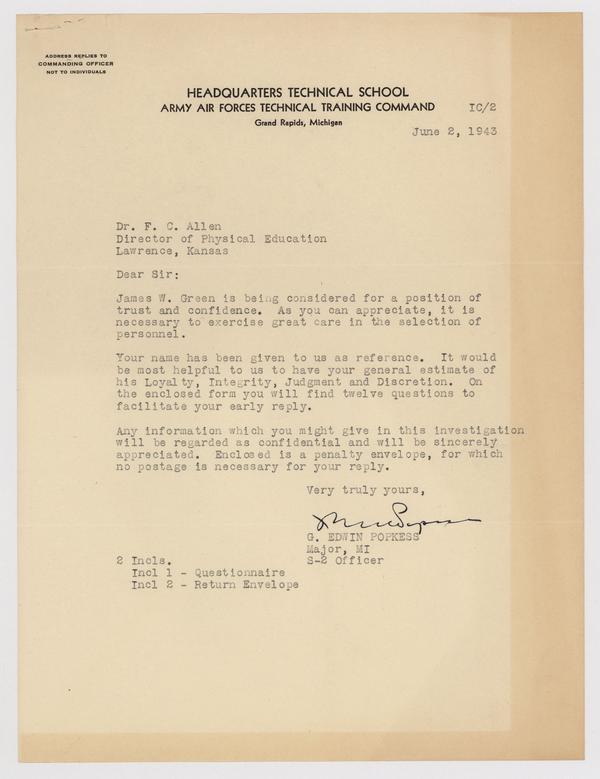 ADDRESS REPLIES TO
COMMANDING OFFICER
NOT TO INDIVIDUALS
HEADQUARTERS TECHNICAL SCHOOL
ARMY AIR FORCES TECHNICAL TRAINING COMMAND
IC/2
Grand Rapids, Michigan
June 2, 1943
Dr. F. C. Allen
Director of Physical Education
Lawrence, Kansas
Dear Sir:
James W. Green is being considered for a position of
trust and confidence. As you can appreciate, it is
necessary to exercise great care in the selection of
personnel.
Your name has been given to us as reference. It would
be most helpful to us to have your general estimate of
his Loyalty, Integrity, Judgment and Discretion. On
the enclosed form you will find twelve questions to
facilitate your early reply.
Any information which you might give in this investigation
will be regarded as confidential and will be sincerely
appreciated. Enclosed is a penalty envelope, for which
no postage is necessary for your reply.
Very truly yours,
G. EDWIN POPKESS
Major, MI
S-2 Officer
2 Incls.
Incl 1 - Questionnaire
Incl 2 - Return Envelope